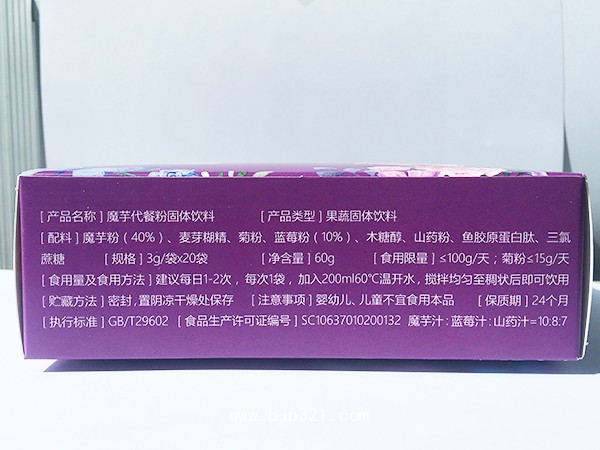 [ 产品名称 ] 魔芋代餐粉固体饮料 [ 产品类型 ] 果蔬固体饮料
[ 配料 ] 魔芋粉（40%）、麦芽糊精、菊粉、蓝莓粉（10%）、木糖醇、山药粉、鱼胶原蛋白肽、三氯
蔗糖 [ 规格 ] 3g/袋x20袋 [ 净含量 ] 60g [ 食用限量 ] ≤100g/天；菊粉≤15g/天
[ 食用量及食用方法 ] 建议每日1-2次，每次1袋，加入200ml60℃温开水，搅拌均匀至稠状后即可饮用
[ 贮藏方法 ] 密封，置阴凉干燥处保存 [ 注意事项 ] 婴幼儿、儿童不宜食用本品 [ 保质期 ] 24个月
[ 执行标准 ] GB/T29602 [ 食品生产许可证编号 ] SC10637010200132 魔芋汁：蓝莓汁：山药汁=10:8:7
www.bjp321.com